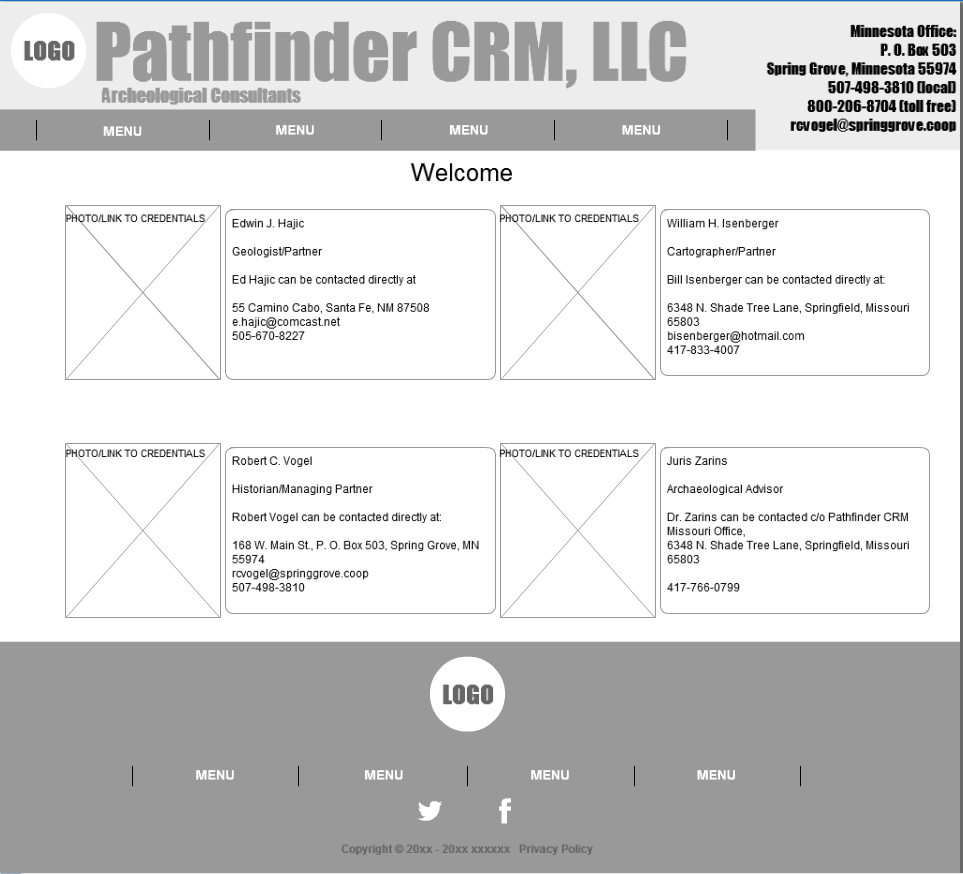 LOGO
Pathfinder CRM, LLC
Archeological Consultants
Minnesota Office:
P. O. Box 503
Spring Grove, Minnesota 55974
507-498-3810 (local)
800-206-8704 (toll free)
rcvogel@springgrove.coop
MENU MENU MENU MENU
Welcome
PHOTO/LINK TO CREDENTIALS
Edwin J. Hajic
Geologist/Partner
Ed Hajic can be contacted directly at
55 Camino Cabo, Santa Fe, NM 87508
e.hajic@comcast.net
505-670-8227
PHOTO/LINK TO CREDENTIALS
William H. Isenberger
Cartographer/Partner
Bill Isenberger can be contacted directly at:
6348 N. Shade Tree Lane, Springfield, Missouri
65803
bisenberger@hotmail.com
417-833-4007
PHOTO/LINK TO CREDENTIALS
Robert C. Vogel
Historian/Managing Partner
Robert Vogel can be contacted directly at:
168 W. Main St., P. O. Box 503, Spring Grove, MN
55974
rcvogel@springgrove.coop
507-498-3810
PHOTO/LINK TO CREDENTIALS
Juris Zarins
Archaeological Advisor
Dr. Zarins can be contacted c/o Pathfinder CRM
Missouri Office,
6348 N. Shade Tree Lane, Springfield, Missouri
65803
417-766-0799
LOGO
MENU MENU MENU MENU
Copyright © 20xx - 20xx xxxxxx Privacy Policy